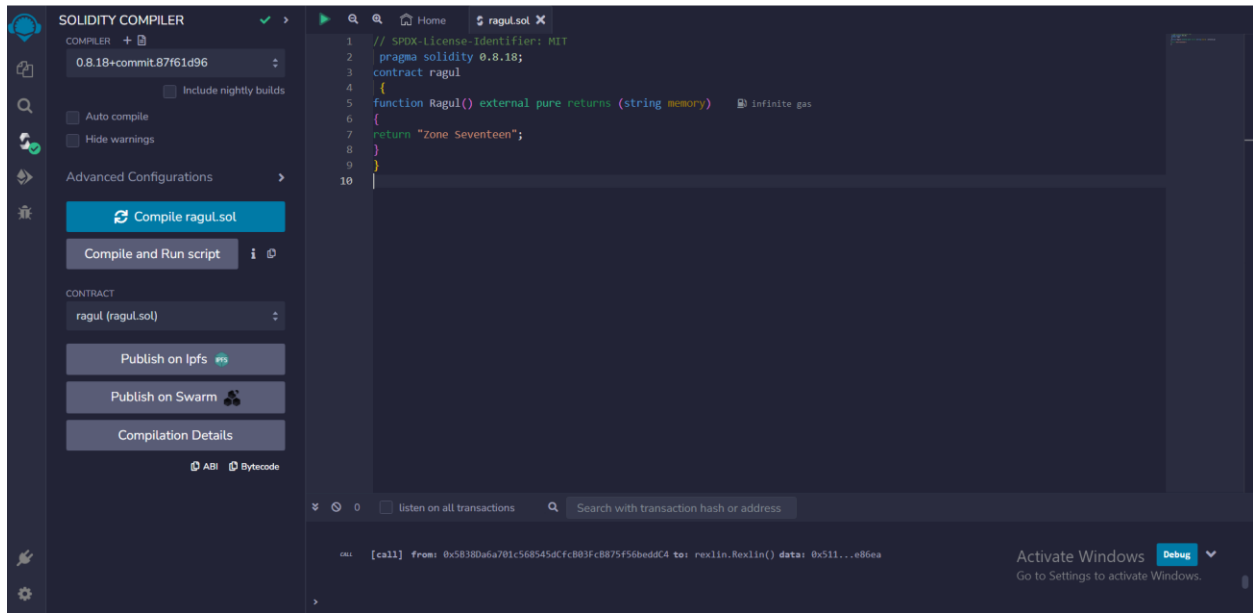 SOLIDITY COMPILER
COMPILER
0.8.18+commit.87f61d96
Include nightly builds
Auto compile
Hide warnings
Advanced Configurations
Compile ragul.sol
Compile and Run script
i
CONTRACT
ragul (ragul.sol)
Publish on Ipfs
IPFS
Publish on Swarm
Compilation Details
ABI Bytecode
Home ragul.sol
1 // SPDX-License-Identifier: MIT
2 pragma solidity 0.8.18;
3 contract ragul
4 {
5 function Ragul() external pure returns (string memory) infinite gas
6 {
7 return "Zone Seventeen";
8 }
9 }
10
0 listen on all transactions Search with transaction hash or address
CALL [call] from: 0x5B38Da6a701c568545dCfcB03FcB875f56beddC4 to: rexlin.Rexlin() data: 0x511...e86ea
Debug
>
Activate Windows
Go to Settings to activate Windows.